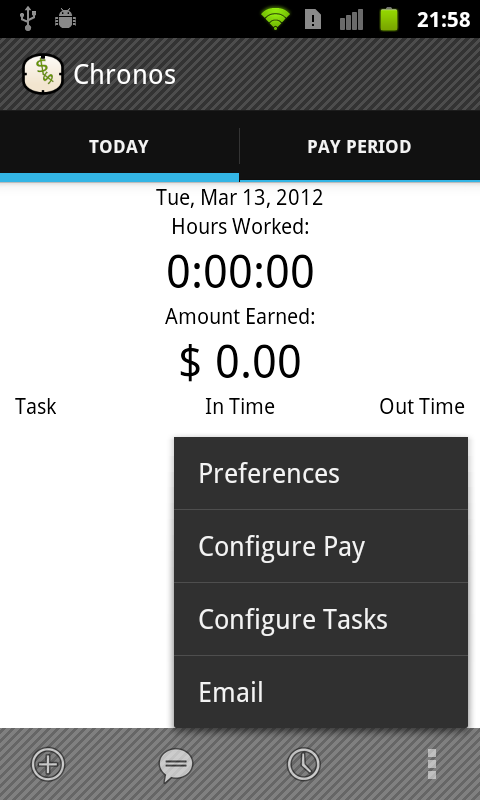 21:58
Chronos
TODAY PAY PERIOD
Tue, Mar 13, 2012
Hours Worked:
0:00:00
Amount Earned:
$ 0.00
Task In Time Out Time
Preferences
Configure Pay
Configure Tasks
Email